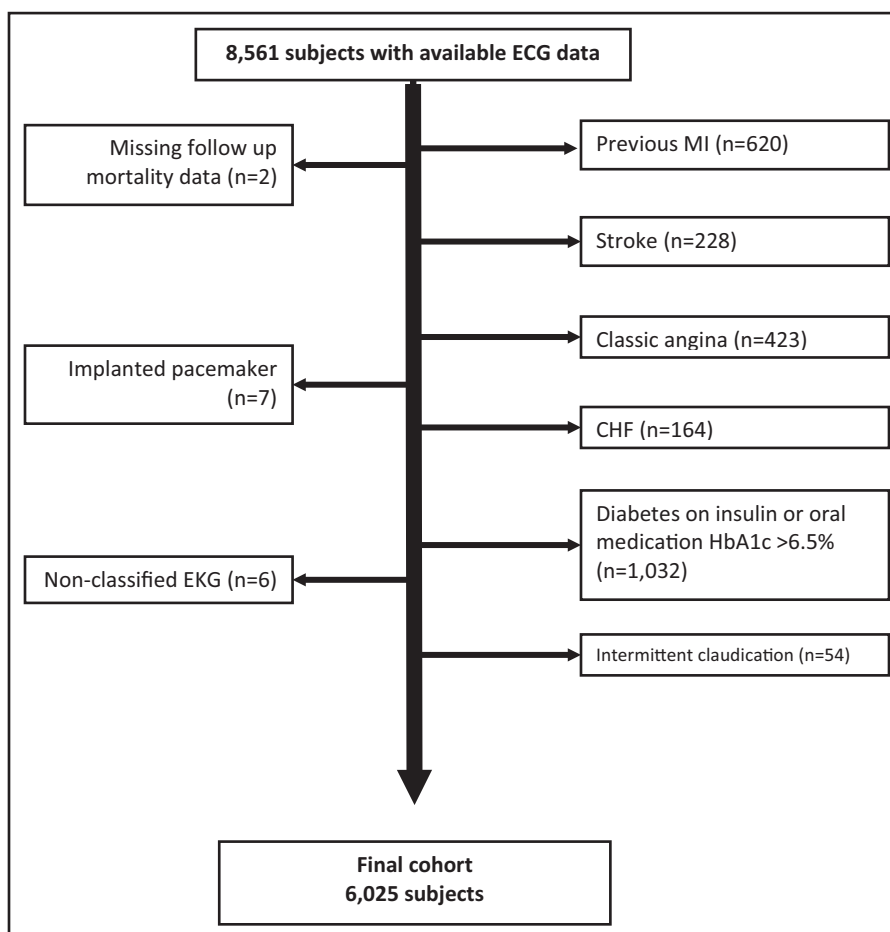 8,561 subjects with available ECG data
Missing follow up
mortality data (n=2)
Previous MI (n=620)
Stroke (n=228)
Classic angina (n=423)
Implanted pacemaker
(n=7)
CHF (n=164)
Diabetes on insulin or oral
medication HbA1c >6.5%
(n=1,032)
Non-classified EKG (n=6)
Intermittent claudication (n=54)
Final cohort
6,025 subjects